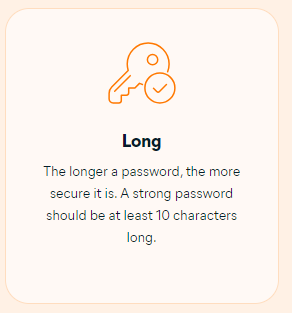 Long
The longer a password, the more
secure it is. A strong password
should be at least 10 characters
long.